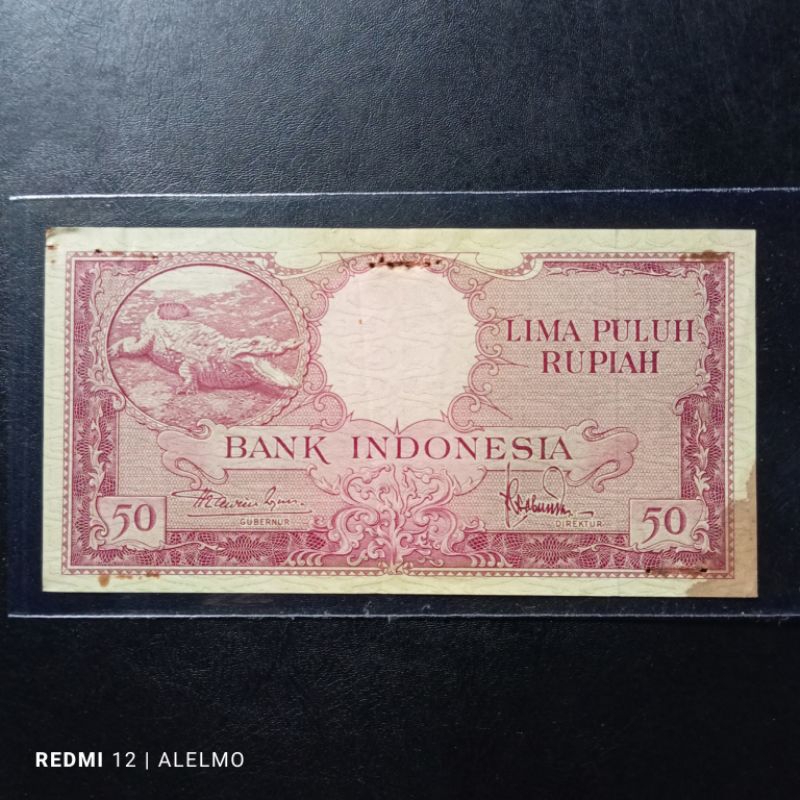 LIMA PULUH
RUPIAH
BANK INDONESIA
50
GUBERNUR
DIREKTUR
50
REDMI 12 | ALELMO